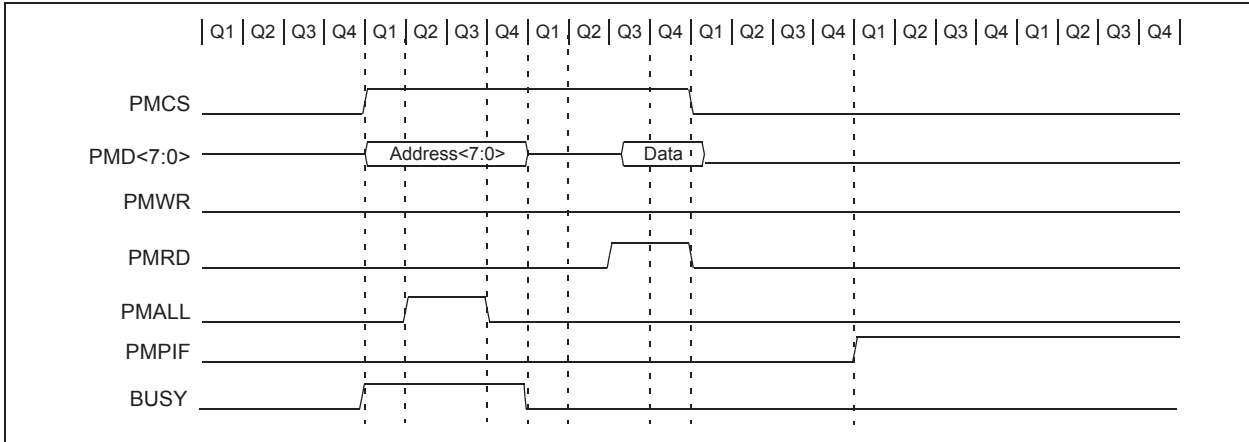 Q1 Q2 Q3 Q4 Q1 Q2 Q3 Q4 Q1 Q2 Q3 Q4 Q1 Q2 Q3 Q4 Q1 Q2 Q3 Q4 Q1 Q2 Q3 Q4
PMCS
PMD<7:0> Address<7:0> Data
PMWR
PMRD
PMALL
PMPIF
BUSY